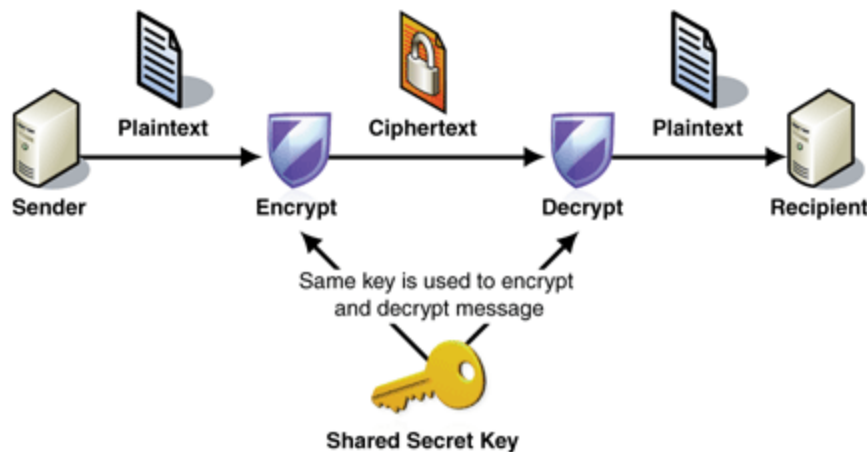 Plaintext
Ciphertext
Plaintext
Sender
Encrypt
Decrypt
Recipient
Same key is used to encrypt
and decrypt message
Shared Secret Key